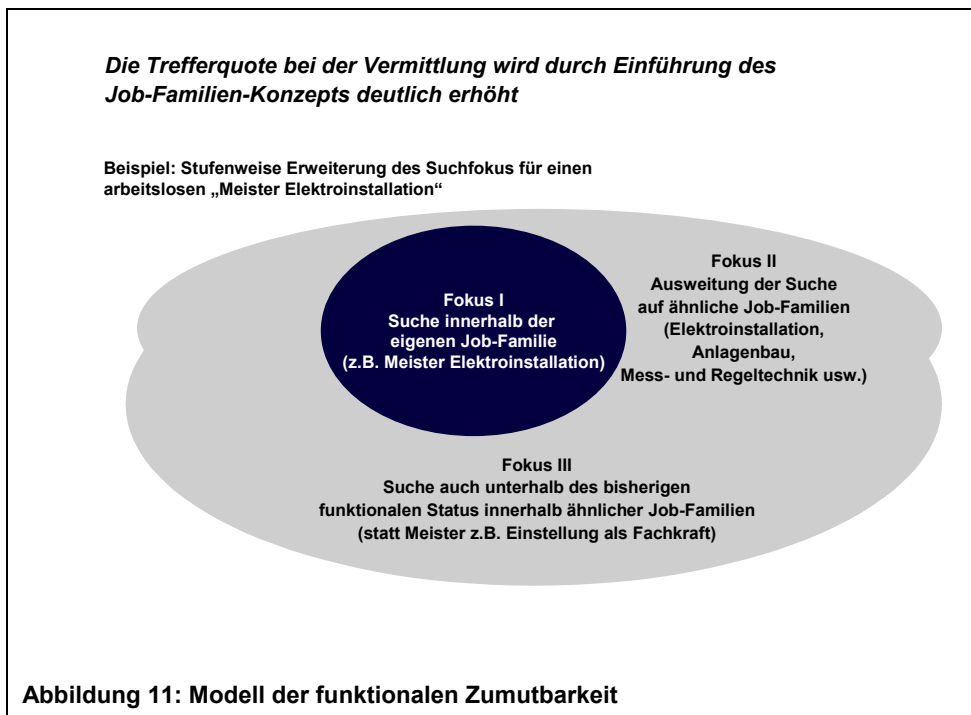 Die Trefferquote bei der Vermittlung wird durch Einführung des
Job-Familien-Konzepts deutlich erhöht
Beispiel: Stufenweise Erweiterung des Suchfokus für einen
arbeitslosen „Meister Elektroinstallation“
Fokus I
Suche innerhalb der
eigenen Job-Familie
(z.B. Meister Elektroinstallation)
Fokus II
Ausweitung der Suche
auf ähnliche Job-Familien
(Elektroinstallation,
Anlagenbau,
Mess- und Regeltechnik usw.)
Fokus III
Suche auch unterhalb des bisherigen
funktionalen Status innerhalb ähnlicher Job-Familien
(statt Meister z.B. Einstellung als Fachkraft)
Abbildung 11: Modell der funktionalen Zumutbarkeit